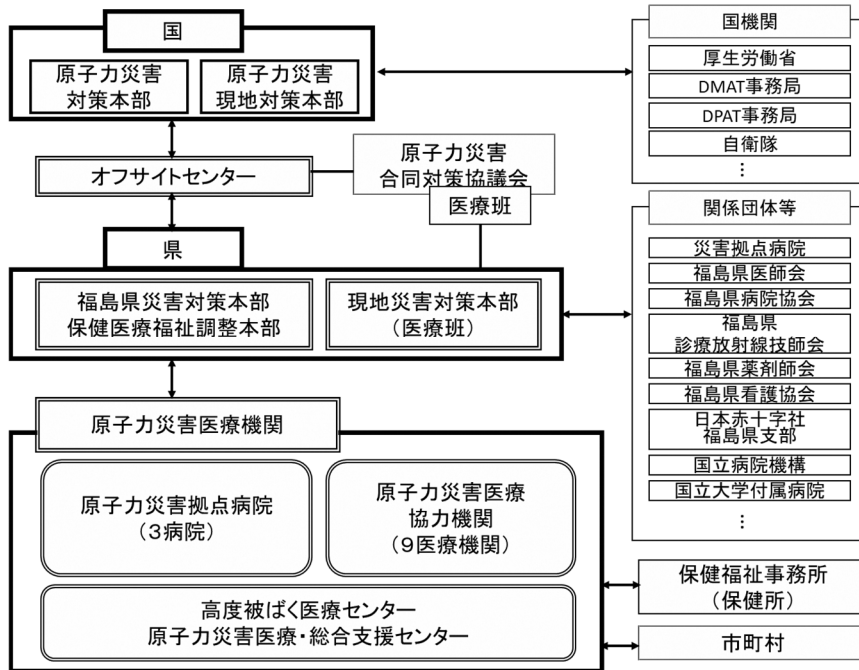 国
原子力災害
対策本部
原子力災害
現地対策本部
オフサイトセンター
原子力災害
合同対策協議会
医療班
県
福島県災害対策本部
保健医療福祉調整本部
現地災害対策本部
（医療班）
原子力災害医療機関
原子力災害拠点病院
（３病院）
原子力災害医療
協力機関
（９医療機関）
高度被ばく医療センター
原子力災害医療・総合支援センター
国機関
厚生労働省
DMAT事務局
DPAT事務局
自衛隊
⋮
関係団体等
災害拠点病院
福島県医師会
福島県病院協会
福島県
診療放射線技師会
福島県薬剤師会
福島県看護協会
日本赤十字社
福島県支部
国立病院機構
国立大学付属病院
⋮
保健福祉事務所
（保健所）
市町村